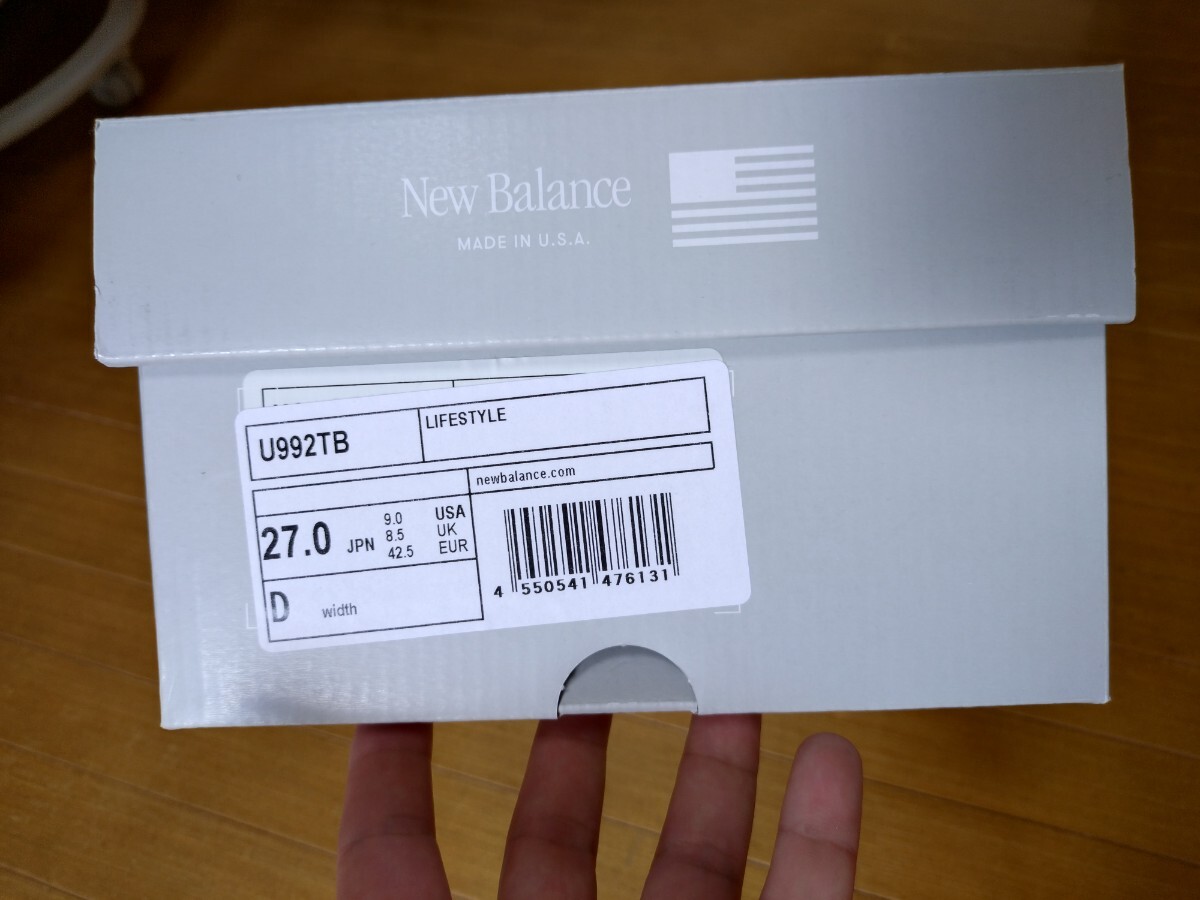 New Balance
MADE IN U.S.A.
U992TB
LIFESTYLE
newbalance.com
27.0 JPN
9.0 USA
8.5 UK
42.5 EUR
D width
4 550541 476131